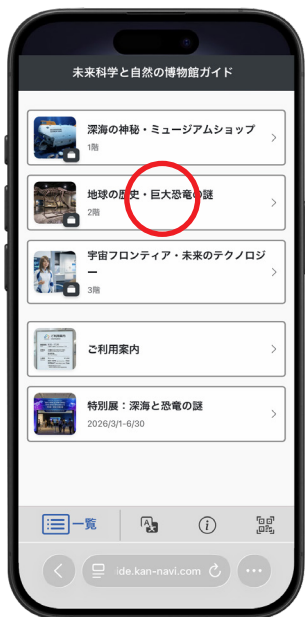 未来科学と自然の博物館ガイド
深海の神秘・ミュージアムショップ
1階
地球の歴史・巨大恐竜の謎
2階
宇宙フロンティア・未来のテクノロジ
ー
3階
ご利用案内
特別展：深海と恐竜の謎
2026/3/1-6/30
一覧
ide.kan-navi.com